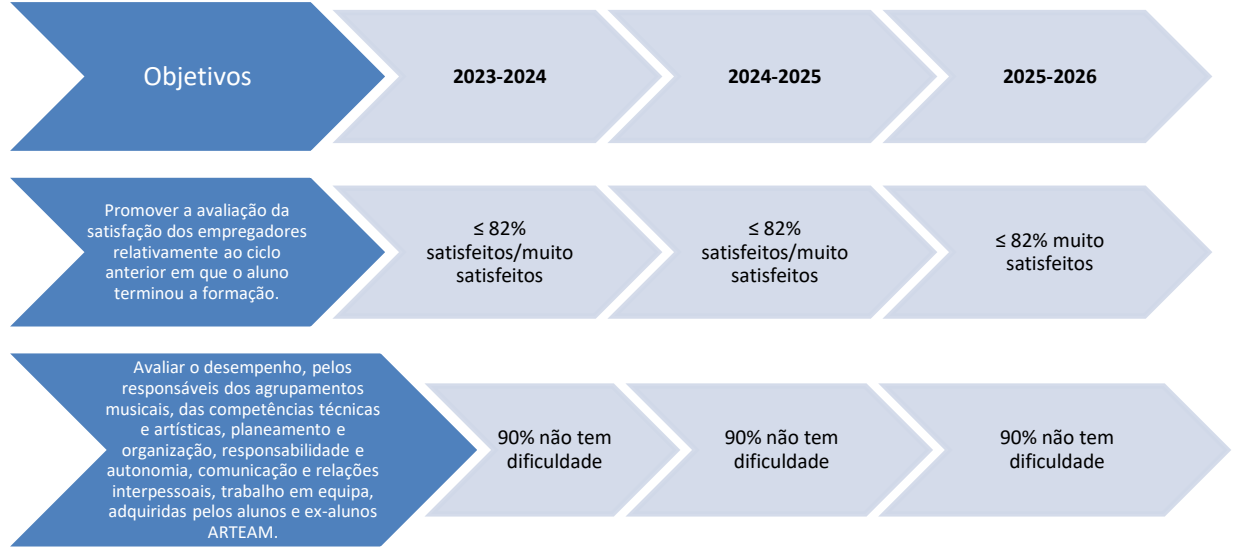 Objetivos
2023-2024
2024-2025
2025-2026
Promover a avaliação da
satisfação dos empregadores
relativamente ao ciclo
anterior em que o aluno
terminou a formação.
≤ 82%
satisfeitos/muito
satisfeitos
≤ 82%
satisfeitos/muito
satisfeitos
≤ 82% muito
satisfeitos
Avaliar o desempenho, pelos
responsáveis dos agrupamentos
musicais, das competências técnicas
e artísticas, planeamento e
organização, responsabilidade e
autonomia, comunicação e relações
interpessoais, trabalho em equipa,
adquiridas pelos alunos e ex-alunos
ARTEAM.
90% não tem
dificuldade
90% não tem
dificuldade
90% não tem
dificuldade